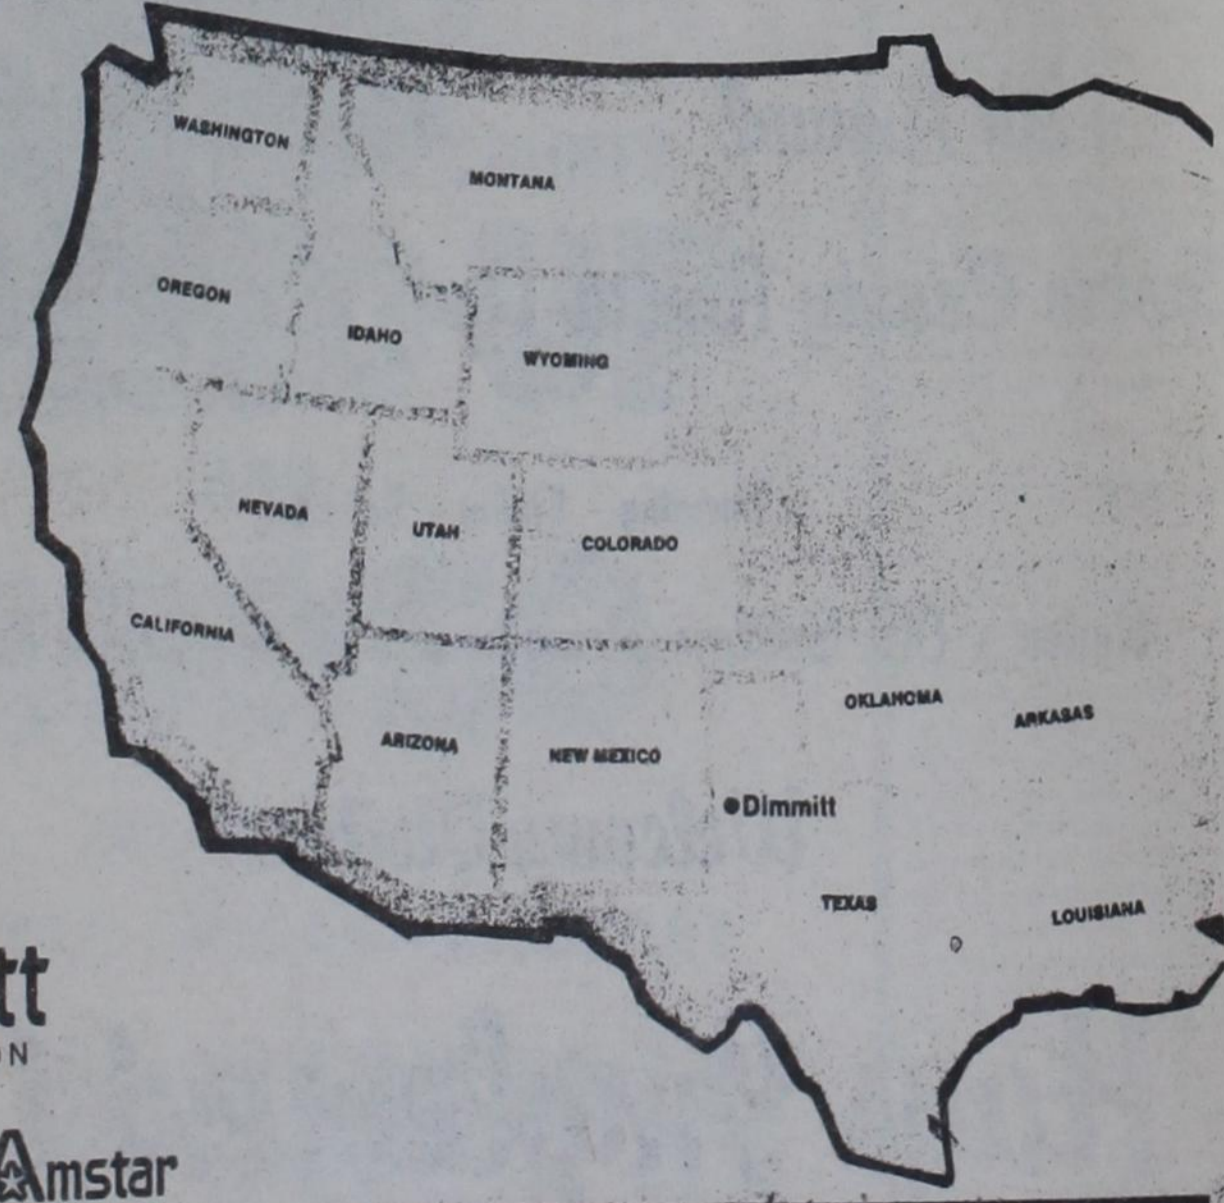 WASHINGTON
MONTANA
OREGON
IDAHO
WYOMING
NEVADA
UTAH
COLORADO
CALIFORNIA
OKLAHOMA
ARKASAS
ARIZONA
NEW MEXICO
Dimmitt
TEXAS
LOUISIANA
tt
ON
Amstar